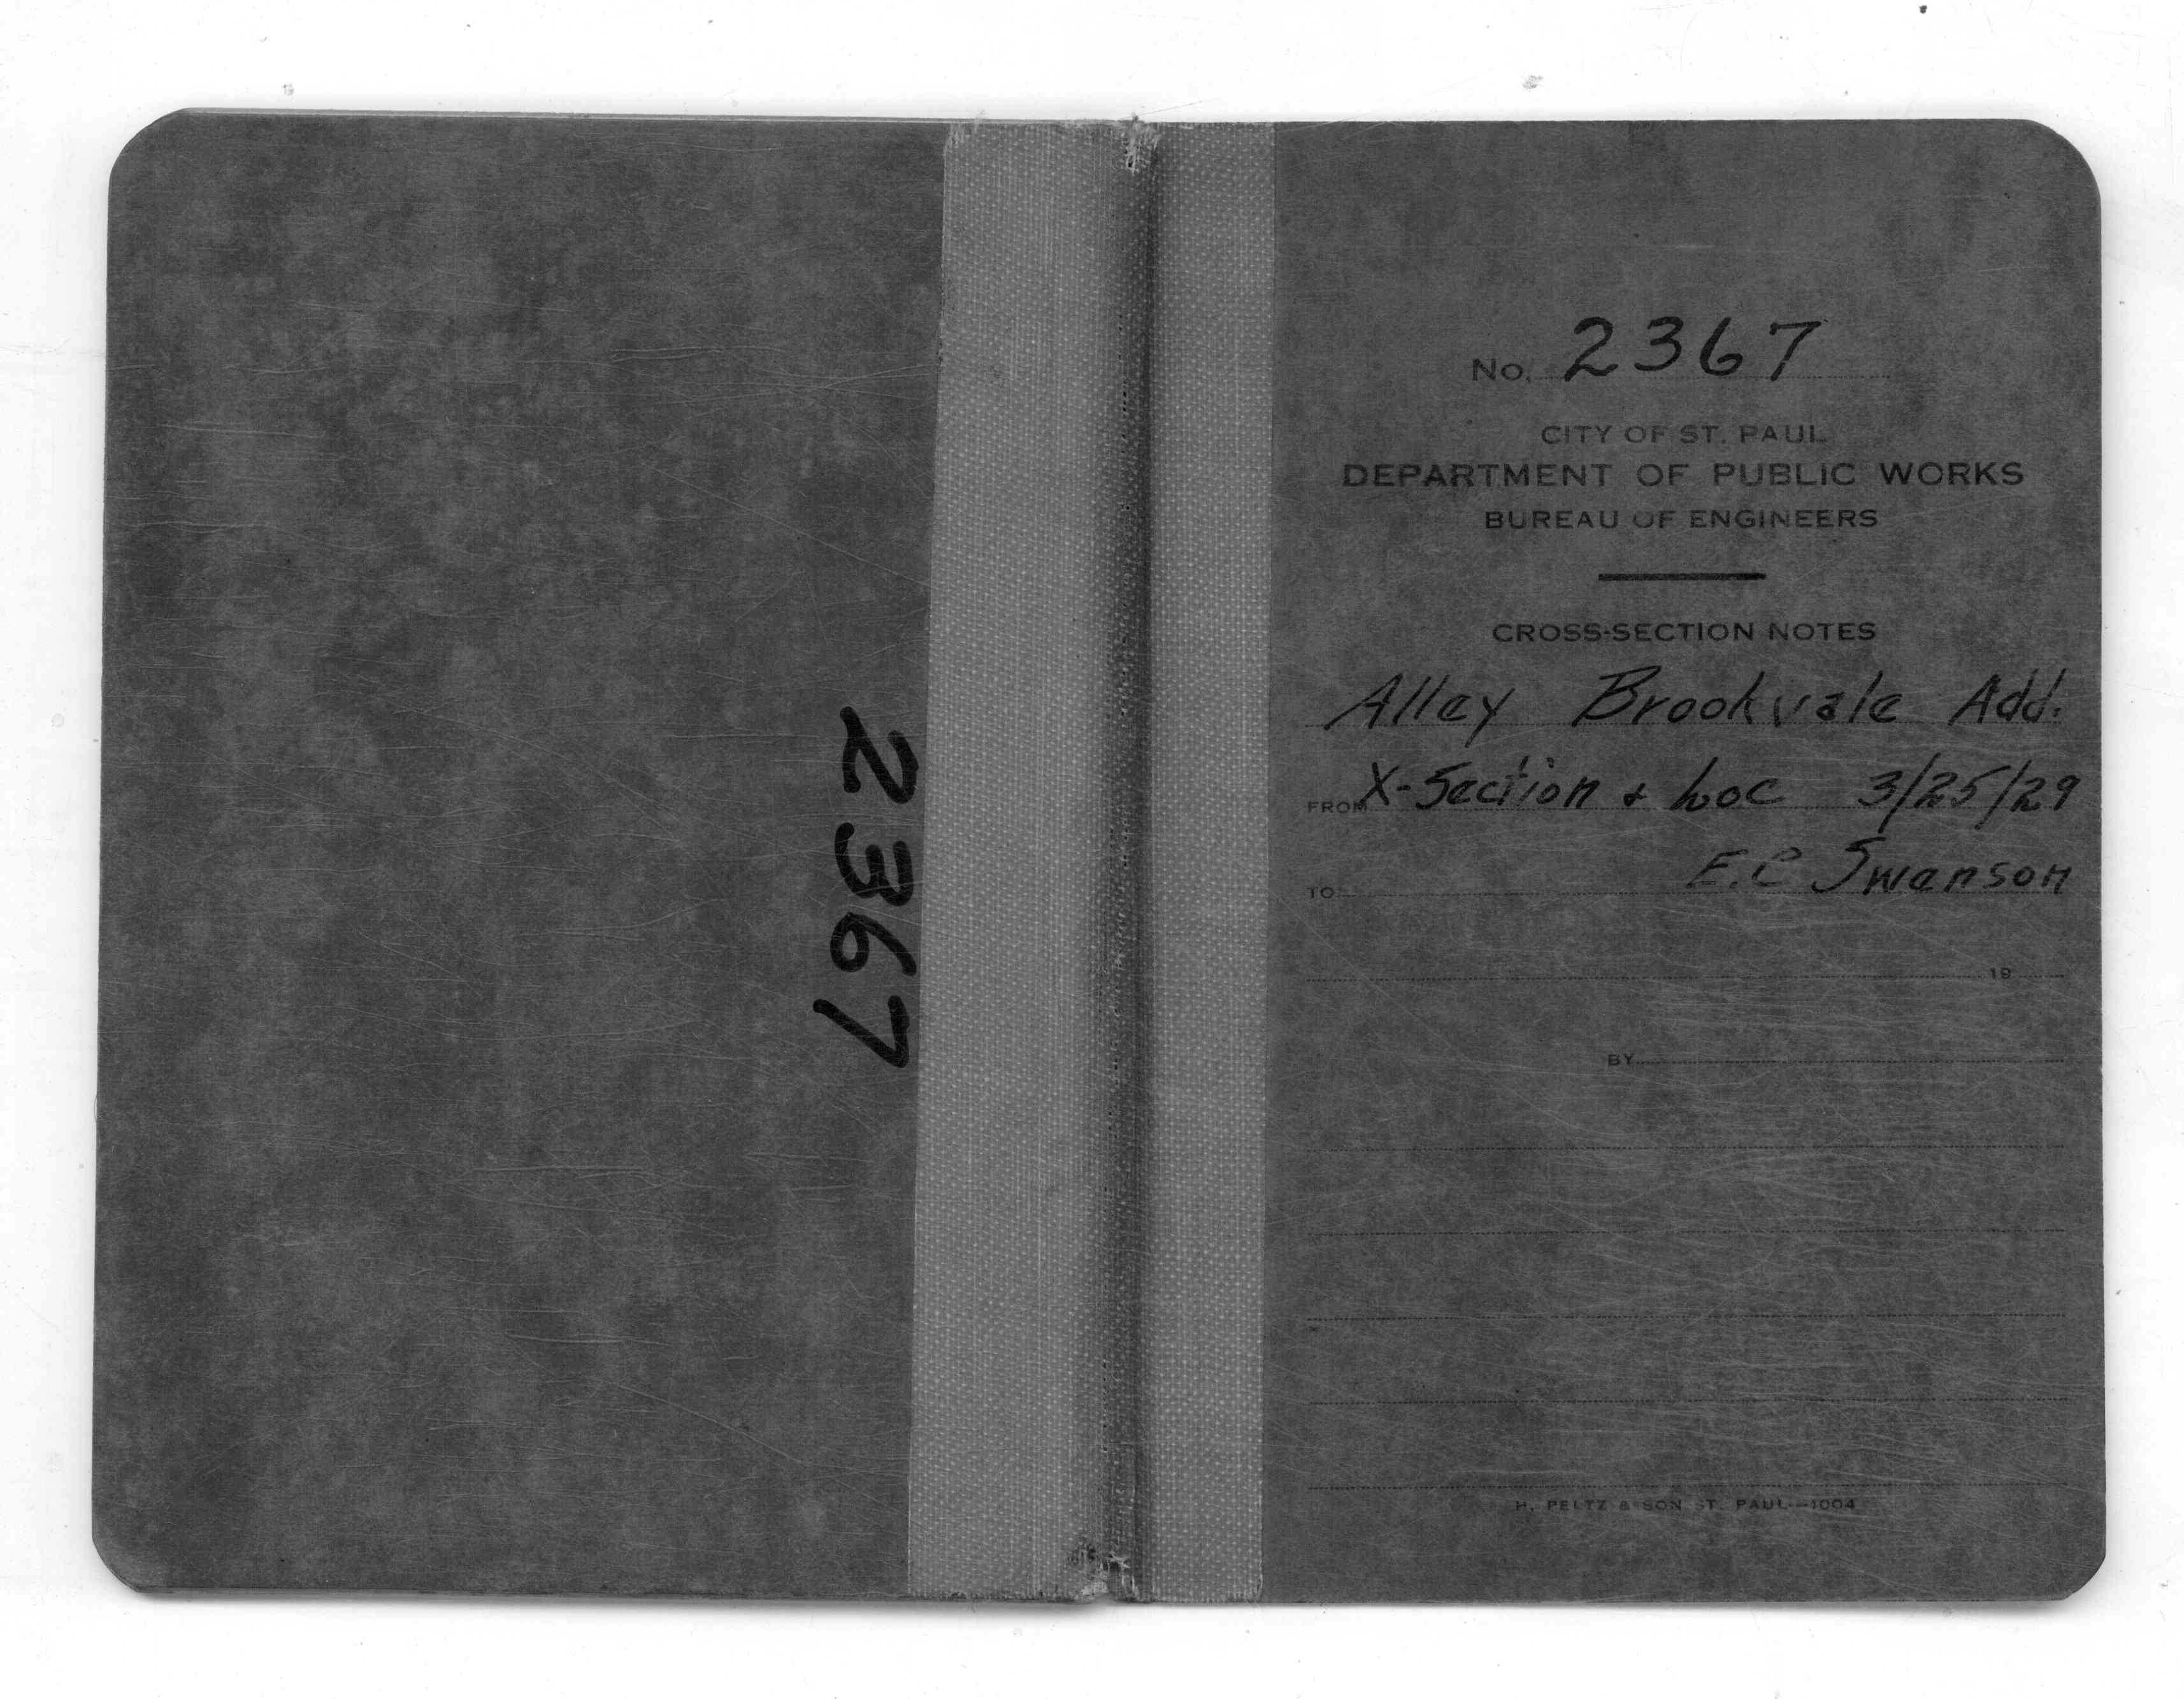 2367
No. 2367
CITY OF ST. PAUL
DEPARTMENT OF PUBLIC WORKS
BUREAU OF ENGINEERS
CROSS-SECTION NOTES
Alley Brookvale Add.
FROM X-Section & Loc 3/25/29
TO E.C Swanson
19
BY
H. PELTZ & SON ST. PAUL—1004